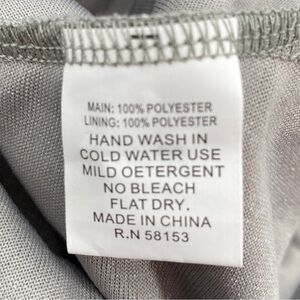 MAIN: 100% POLYESTER
LINING: 100% POLYESTER
HAND WASH IN
COLD WATER USE
MILD OETERGENT
NO BLEACH
FLAT DRY.
MADE IN CHINA
R.N 58153